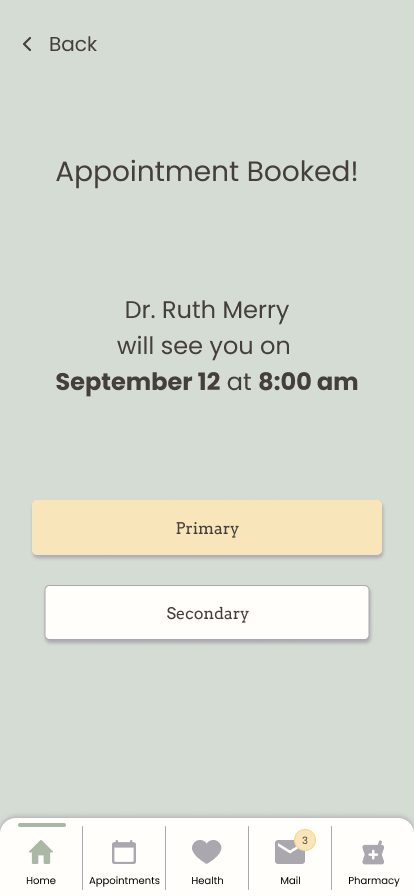 Back
Appointment Booked!
Dr. Ruth Merry
will see you on
September 12 at 8:00 am
Primary
Secondary
3
Home
Appointments
Health
Mail
Pharmacy